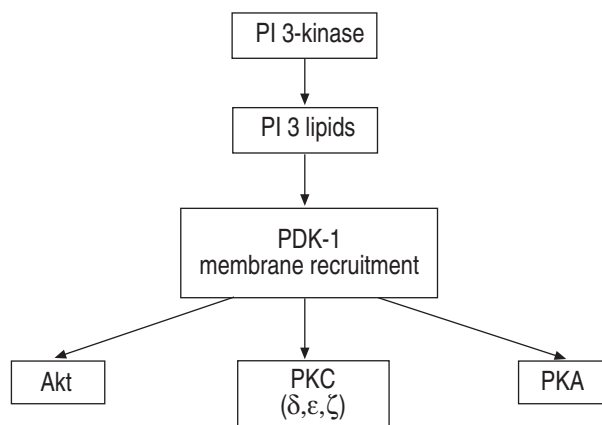 PI 3-kinase
PI 3 lipids
PDK-1
membrane recruitment
Akt
PKC
(δ,ε,ζ)
PKA